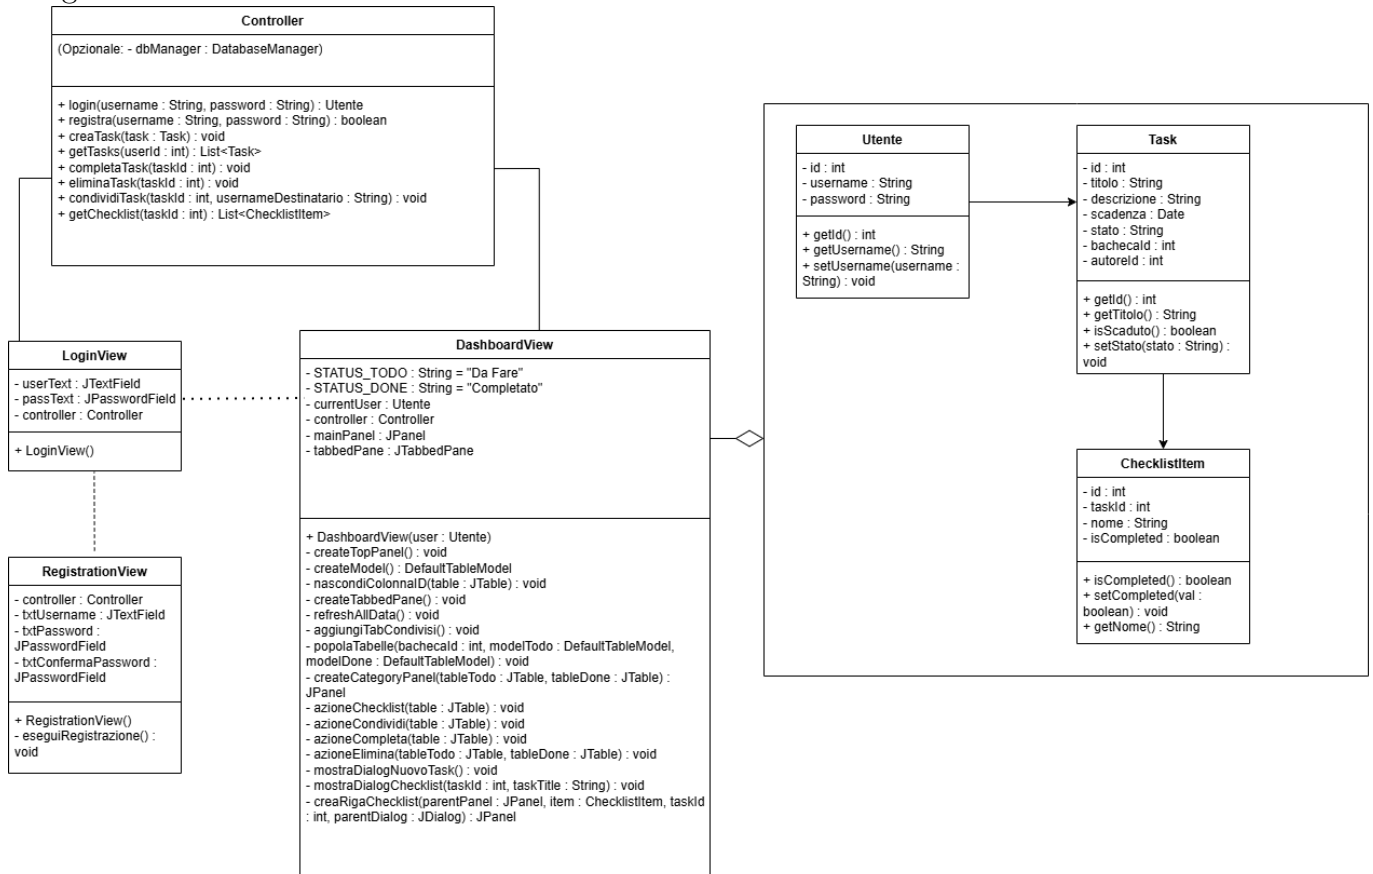 Controller
(Opzionale: - dbManager : DatabaseManager)
+ login(username : String, password : String) : Utente
+ registra(username : String, password : String) : boolean
+ creaTask(task : Task) : void
+ getTasks(userId : int) : List<Task>
+ completaTask(taskId : int) : void
+ eliminaTask(taskId : int) : void
+ condividiTask(taskId : int, usernameDestinatario : String) : void
+ getChecklist(taskId : int) : List<ChecklistItem>
LoginView
- userText : JTextField
- passText : JPasswordField
- controller : Controller
+ LoginView()
RegistrationView
- controller : Controller
- txtUsername : JTextField
- txtPassword :
JPasswordField
- txtConfermaPassword :
JPasswordField
+ RegistrationView()
- eseguiRegistrazione() :
void
DashboardView
- STATUS_TODO : String = "Da Fare"
- STATUS_DONE : String = "Completato"
- currentUser : Utente
- controller : Controller
- mainPanel : JPanel
- tabbedPane : JTabbedPane
+ DashboardView(user : Utente)
- createTopPanel() : void
- createModel() : DefaultTableModel
- nascondiColonnaID(table : JTable) : void
- createTabbedPane() : void
- refreshAllData() : void
- aggiungiTabCondivisi() : void
- popolaTabelle(bachecaId : int, modelTodo : DefaultTableModel,
modelDone : DefaultTableModel) : void
- createCategoryPanel(tableTodo : JTable, tableDone : JTable) :
JPanel
- azioneChecklist(table : JTable) : void
- azioneCondividi(table : JTable) : void
- azioneCompleta(table : JTable) : void
- azioneElimina(tableTodo : JTable, tableDone : JTable) : void
- mostraDialogNuovoTask() : void
- mostraDialogChecklist(taskId : int, taskTitle : String) : void
- creaRigaChecklist(parentPanel : JPanel, item : ChecklistItem, taskId
: int, parentDialog : JDialog) : JPanel
Utente
- id : int
- username : String
- password : String
+ getId() : int
+ getUsername() : String
+ setUsername(username :
String) : void
Task
- id : int
- titolo : String
- descrizione : String
- scadenza : Date
- stato : String
- bachecaId : int
- autoreId : int
+ getId() : int
+ getTitolo() : String
+ isScaduto() : boolean
+ setStato(stato : String) :
void
ChecklistItem
- id : int
- taskId : int
- nome : String
- isCompleted : boolean
+ isCompleted() : boolean
+ setCompleted(val :
boolean) : void
+ getNome() : String